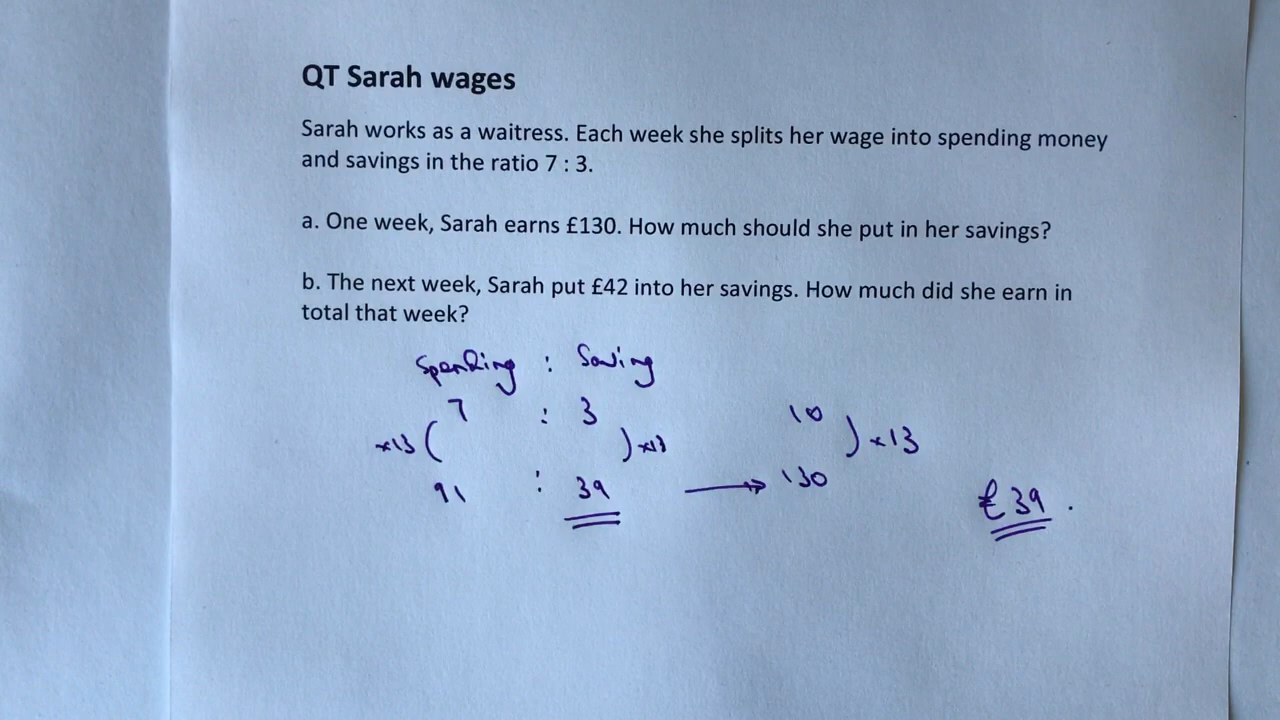 QT Sarah wages
Sarah works as a waitress. Each week she splits her wage into spending money
and savings in the ratio 7 : 3.
a. One week, Sarah earns £130. How much should she put in her savings?
b. The next week, Sarah put £42 into her savings. How much did she earn in
total that week?
Spending : Saving
7 : 3 10
×13 ( ) ×13 ) ×13
91 : 39 → 130
£39.